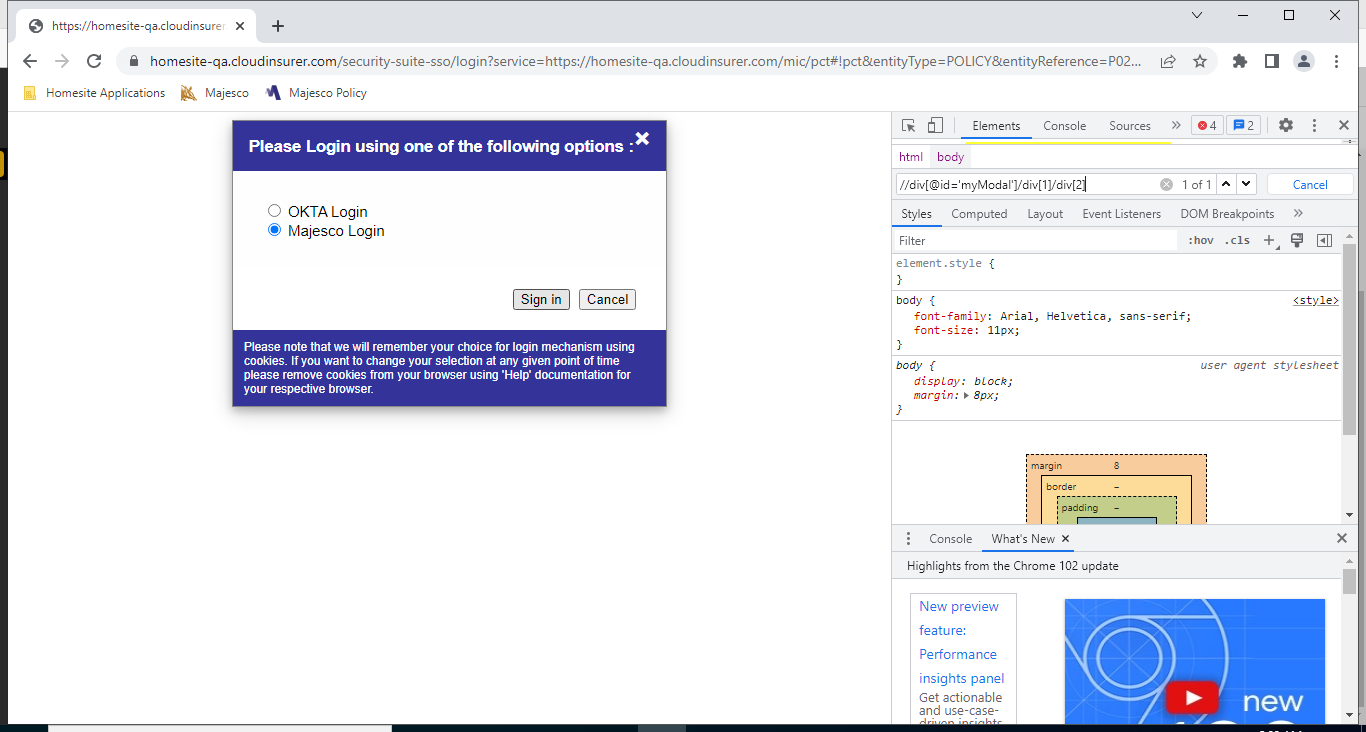 https://homesite-qa.cloudinsurer
homesite-qa.cloudinsurer.com/security-suite-sso/login?service=https://homesite-qa.cloudinsurer.com/mic/pct#!pct&entityType=POLICY&entityReference=P02...
Homesite Applications Majesco Majesco Policy
Please Login using one of the following options :
OKTA Login
Majesco Login
Sign in Cancel
Please note that we will remember your choice for login mechanism using
cookies. If you want to change your selection at any given point of time
please remove cookies from your browser using 'Help' documentation for
your respective browser.
Elements Console Sources » 4 2
html body
//div[@id='myModal']/div[1]/div[2] 1 of 1 Cancel
Styles Computed Layout Event Listeners DOM Breakpoints »
Filter :hov .cls +
element.style {
}
body { <style>
font-family: Arial, Helvetica, sans-serif;
font-size: 11px;
}
body { user agent stylesheet
display: block;
margin: 8px;
}
margin 8
border –
padding –
Console What's New
Highlights from the Chrome 102 update
New preview
feature:
Performance
insights panel
Get actionable
and use-case-
driven insights
new